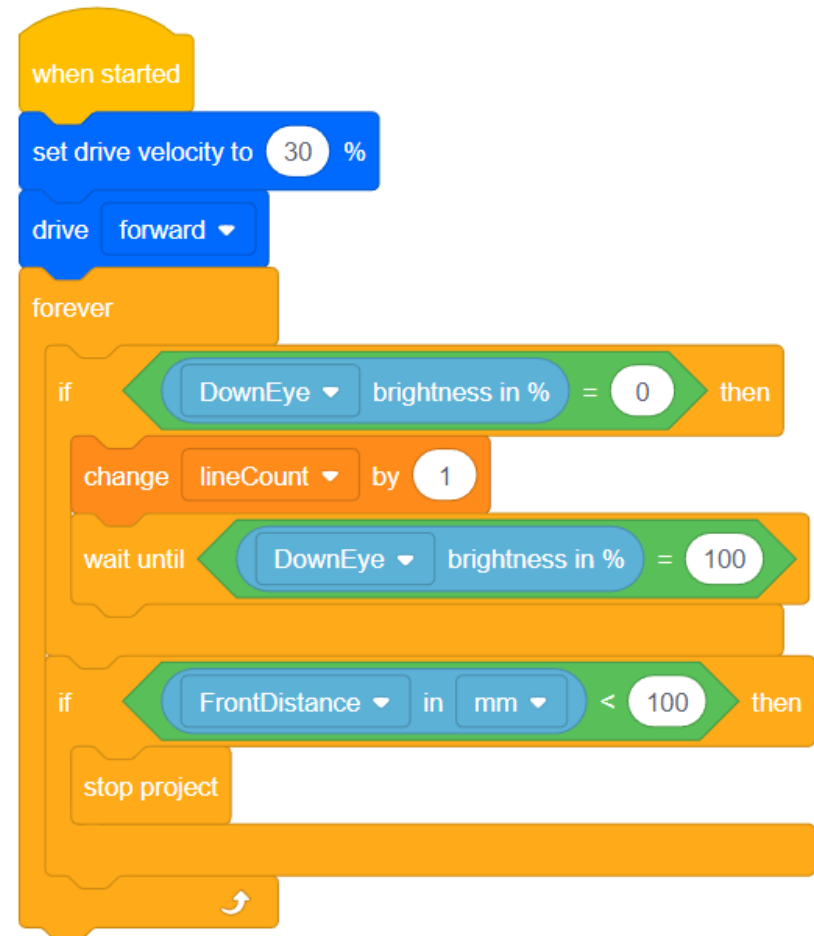 when started
set drive velocity to 30 %
drive forward
forever
if DownEye brightness in % = 0 then
change lineCount by 1
wait until DownEye brightness in % = 100
if FrontDistance in mm < 100 then
stop project